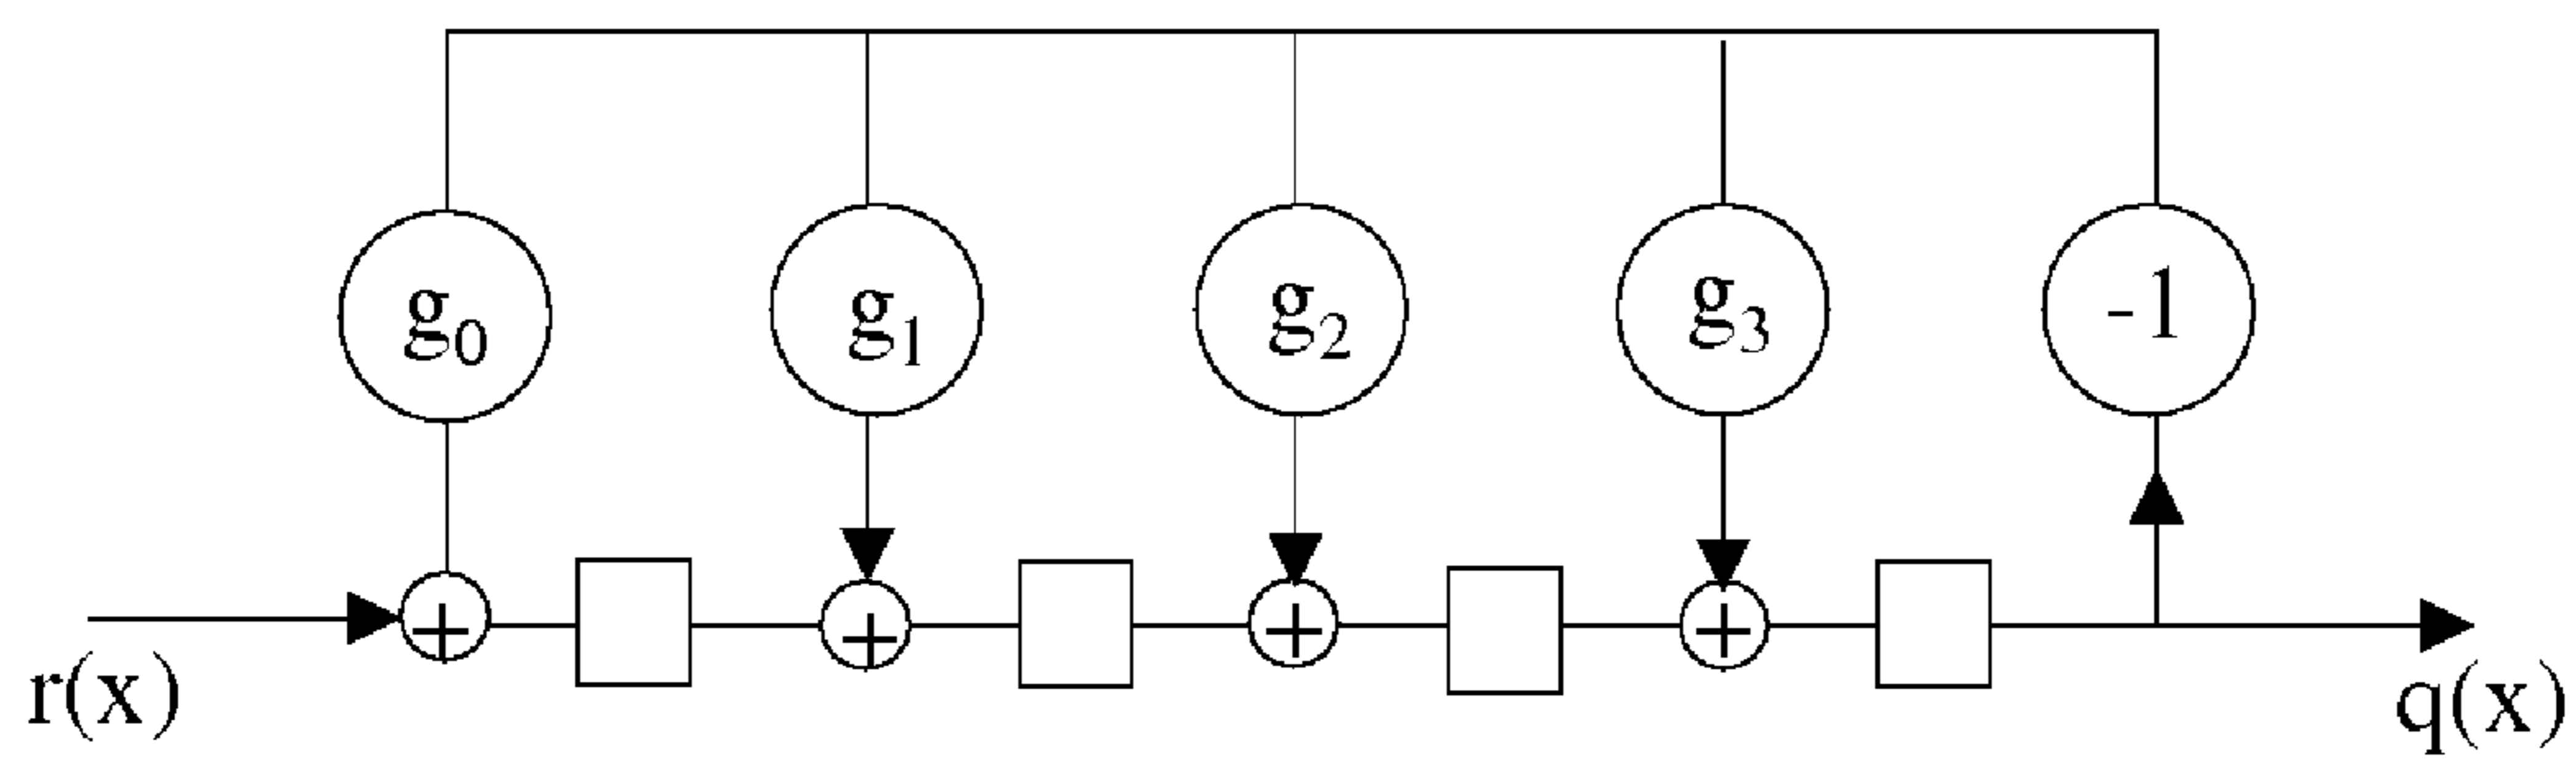 g₀ g₁ g₂ g₃ -1
+ + + +
r(x) q(x)